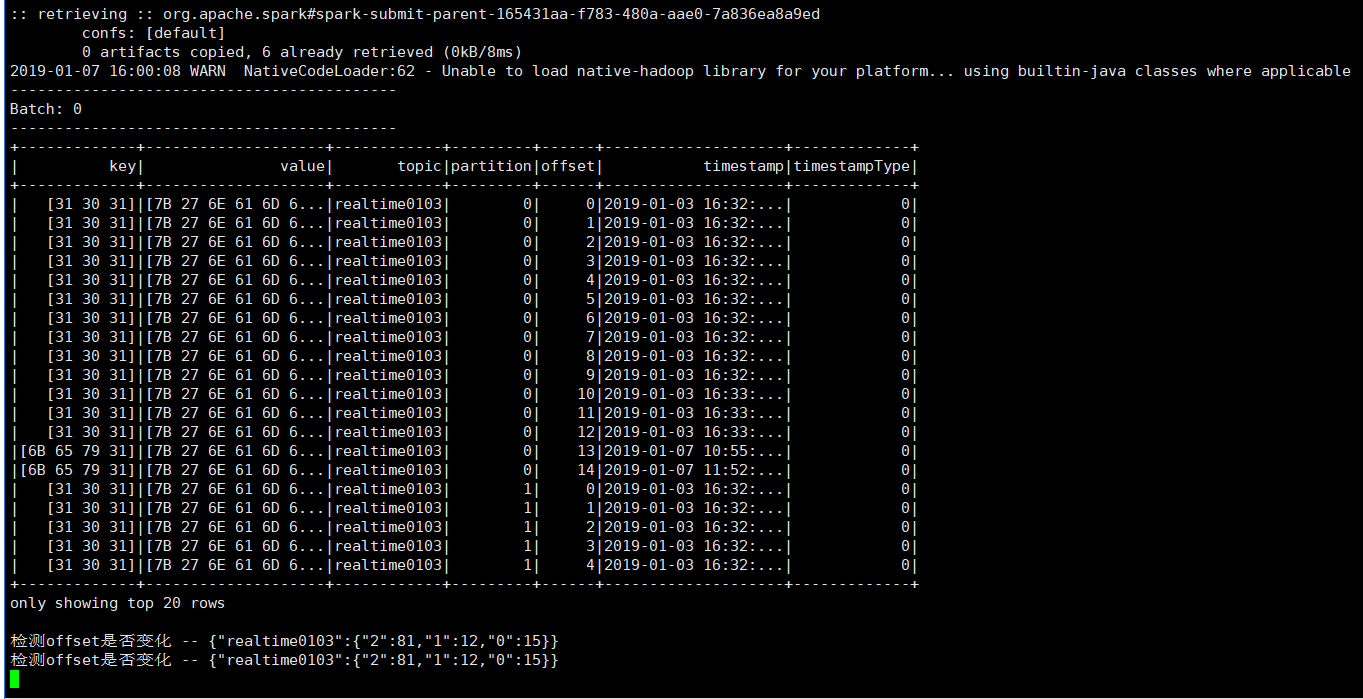 :: retrieving :: org.apache.spark#spark-submit-parent-165431aa-f783-480a-aae0-7a836ea8a9ed
        confs: [default]
        0 artifacts copied, 6 already retrieved (0kB/8ms)
2019-01-07 16:00:08 WARN  NativeCodeLoader:62 - Unable to load native-hadoop library for your platform... using builtin-java classes where applicable
-------------------------------------------
Batch: 0
-------------------------------------------
+-------------+--------------------+------------+---------+------+--------------------+-------------+
|          key|               value|       topic|partition|offset|           timestamp|timestampType|
+-------------+--------------------+------------+---------+------+--------------------+-------------+
|   [31 30 31]|[7B 27 6E 61 6D 6...|realtime0103|        0|     0|2019-01-03 16:32:...|            0|
|   [31 30 31]|[7B 27 6E 61 6D 6...|realtime0103|        0|     1|2019-01-03 16:32:...|            0|
|   [31 30 31]|[7B 27 6E 61 6D 6...|realtime0103|        0|     2|2019-01-03 16:32:...|            0|
|   [31 30 31]|[7B 27 6E 61 6D 6...|realtime0103|        0|     3|2019-01-03 16:32:...|            0|
|   [31 30 31]|[7B 27 6E 61 6D 6...|realtime0103|        0|     4|2019-01-03 16:32:...|            0|
|   [31 30 31]|[7B 27 6E 61 6D 6...|realtime0103|        0|     5|2019-01-03 16:32:...|            0|
|   [31 30 31]|[7B 27 6E 61 6D 6...|realtime0103|        0|     6|2019-01-03 16:32:...|            0|
|   [31 30 31]|[7B 27 6E 61 6D 6...|realtime0103|        0|     7|2019-01-03 16:32:...|            0|
|   [31 30 31]|[7B 27 6E 61 6D 6...|realtime0103|        0|     8|2019-01-03 16:32:...|            0|
|   [31 30 31]|[7B 27 6E 61 6D 6...|realtime0103|        0|     9|2019-01-03 16:32:...|            0|
|   [31 30 31]|[7B 27 6E 61 6D 6...|realtime0103|        0|    10|2019-01-03 16:33:...|            0|
|   [31 30 31]|[7B 27 6E 61 6D 6...|realtime0103|        0|    11|2019-01-03 16:33:...|            0|
|   [31 30 31]|[7B 27 6E 61 6D 6...|realtime0103|        0|    12|2019-01-03 16:33:...|            0|
|[6B 65 79 31]|[7B 27 6E 61 6D 6...|realtime0103|        0|    13|2019-01-07 10:55:...|            0|
|[6B 65 79 31]|[7B 27 6E 61 6D 6...|realtime0103|        0|    14|2019-01-07 11:52:...|            0|
|   [31 30 31]|[7B 27 6E 61 6D 6...|realtime0103|        1|     0|2019-01-03 16:32:...|            0|
|   [31 30 31]|[7B 27 6E 61 6D 6...|realtime0103|        1|     1|2019-01-03 16:32:...|            0|
|   [31 30 31]|[7B 27 6E 61 6D 6...|realtime0103|        1|     2|2019-01-03 16:32:...|            0|
|   [31 30 31]|[7B 27 6E 61 6D 6...|realtime0103|        1|     3|2019-01-03 16:32:...|            0|
|   [31 30 31]|[7B 27 6E 61 6D 6...|realtime0103|        1|     4|2019-01-03 16:32:...|            0|
+-------------+--------------------+------------+---------+------+--------------------+-------------+
only showing top 20 rows

检测offset是否变化 -- {"realtime0103":{"2":81,"1":12,"0":15}}
检测offset是否变化 -- {"realtime0103":{"2":81,"1":12,"0":15}}